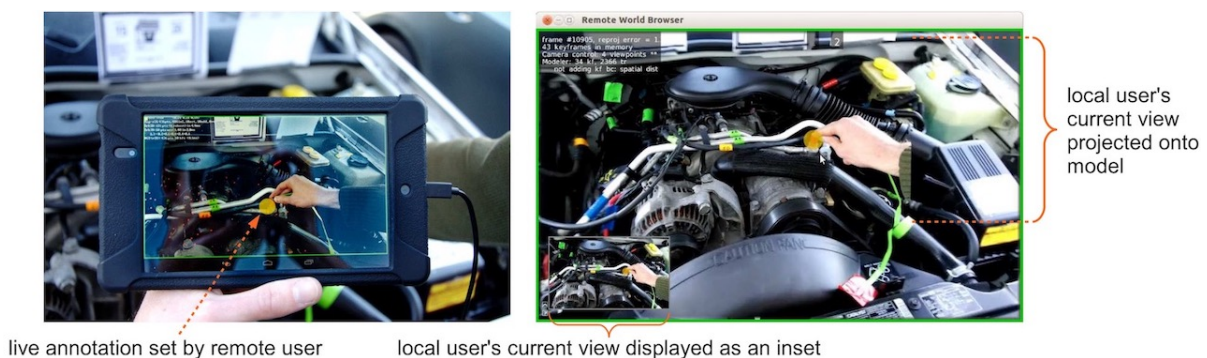 Remote World Browser
frame #10905, reproj error = 1.
43 keyframes in memory
Camera control: 4 viewpoints **
Modeler: 34 kf, 2366 tr
not adding kf bc: spatial dist
2
local user's
current view
projected onto
model
CAUTION FAN
live annotation set by remote user
local user's current view displayed as an inset